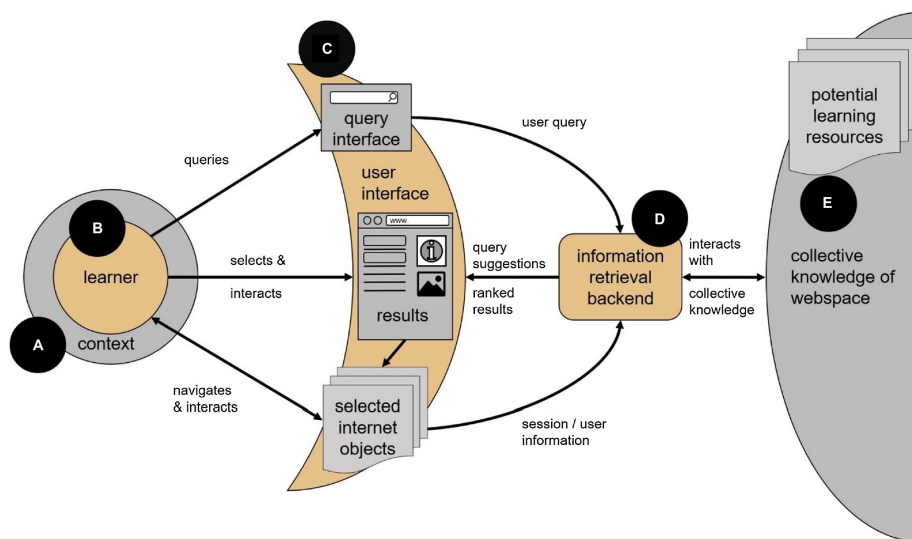 C
query
interface
user
interface
www.
results
selected
internet
objects
A
B
learner
context
queries
selects &
interacts
navigates
& interacts
user query
query
suggestions
ranked
results
session / user
information
D
information
retrieval
backend
interacts
with
collective
knowledge
potential
learning
resources
E
collective
knowledge of
webspace